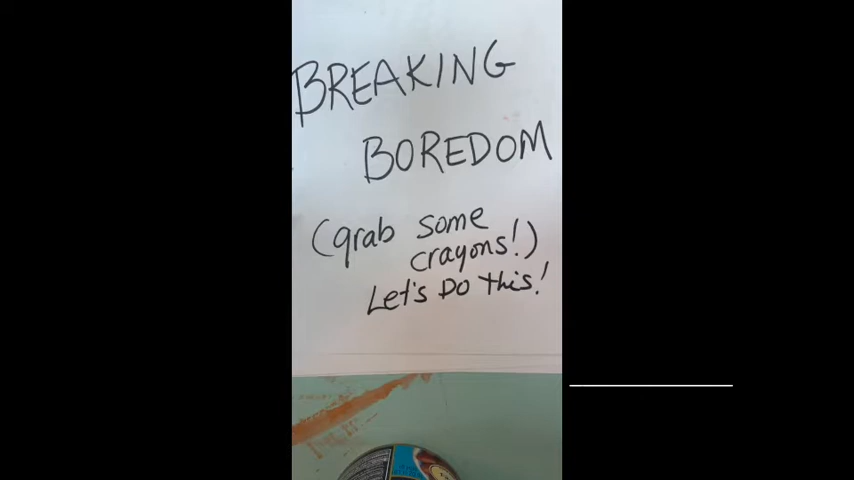 BREAKING
BOREDOM
(grab some
crayons!)
Let's Do this!